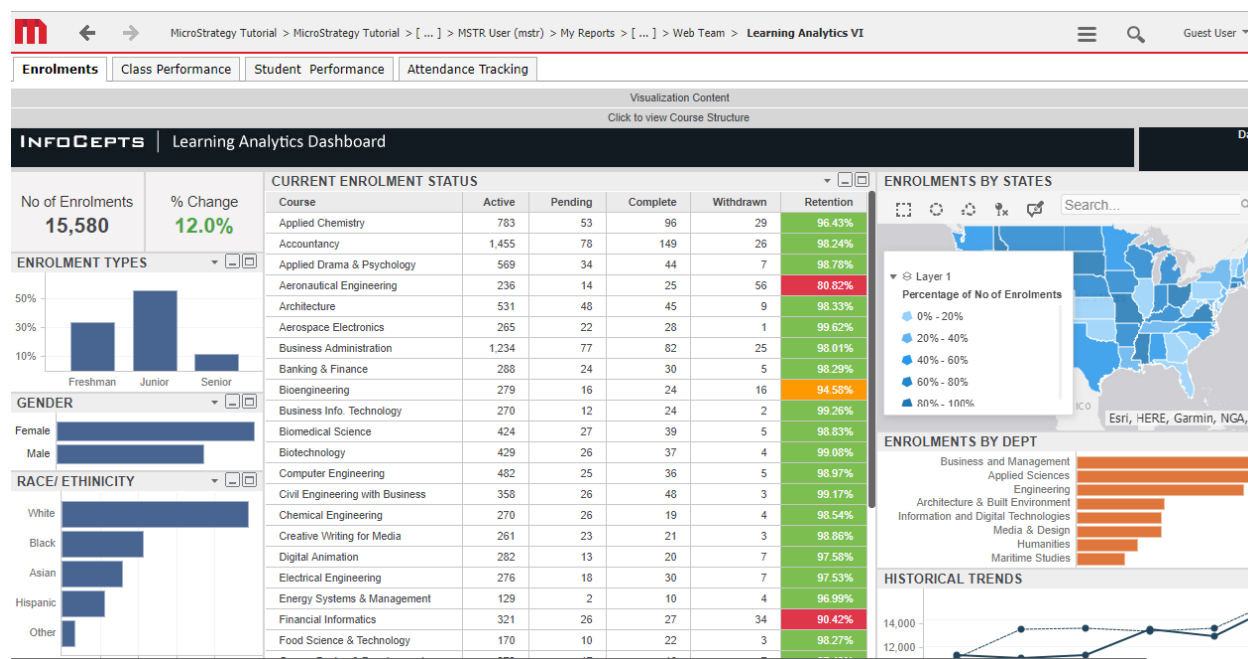 MicroStrategy Tutorial > MicroStrategy Tutorial > [ ... ] > MSTR User (mstr) > My Reports > [ ... ] > Web Team > Learning Analytics VI
Guest User
Enrolments Class Performance Student Performance Attendance Tracking
Visualization Content
Click to view Course Structure
INFOCEPTS | Learning Analytics Dashboard
No of Enrolments
15,580
% Change
12.0%
ENROLMENT TYPES
50%
30%
10%
Freshman Junior Senior
GENDER
Female
Male
RACE/ ETHINICITY
White
Black
Asian
Hispanic
Other
CURRENT ENROLMENT STATUS
Course Active Pending Complete Withdrawn Retention
Applied Chemistry 783 53 96 29 96.43%
Accountancy 1,455 78 149 26 98.24%
Applied Drama & Psychology 569 34 44 7 98.78%
Aeronautical Engineering 236 14 25 56 80.82%
Architecture 531 48 45 9 98.33%
Aerospace Electronics 265 22 28 1 99.62%
Business Administration 1,234 77 82 25 98.01%
Banking & Finance 288 24 30 5 98.29%
Bioengineering 279 16 24 16 94.58%
Business Info. Technology 270 12 24 2 99.26%
Biomedical Science 424 27 39 5 98.83%
Biotechnology 429 26 37 4 99.08%
Computer Engineering 482 25 36 5 98.97%
Civil Engineering with Business 358 26 48 3 99.17%
Chemical Engineering 270 26 19 4 98.54%
Creative Writing for Media 261 23 21 3 98.86%
Digital Animation 282 13 20 7 97.58%
Electrical Engineering 276 18 30 7 97.53%
Energy Systems & Management 129 2 10 4 96.99%
Financial Informatics 321 26 27 34 90.42%
Food Science & Technology 170 10 22 3 98.27%
ENROLMENTS BY STATES
Search...
Layer 1
Percentage of No of Enrolments
0% - 20%
20% - 40%
40% - 60%
60% - 80%
80% - 100%
Esri, HERE, Garmin, NGA,
ENROLMENTS BY DEPT
Business and Management
Applied Sciences
Engineering
Architecture & Built Environment
Information and Digital Technologies
Media & Design
Humanities
Maritime Studies
HISTORICAL TRENDS
14,000
12,000